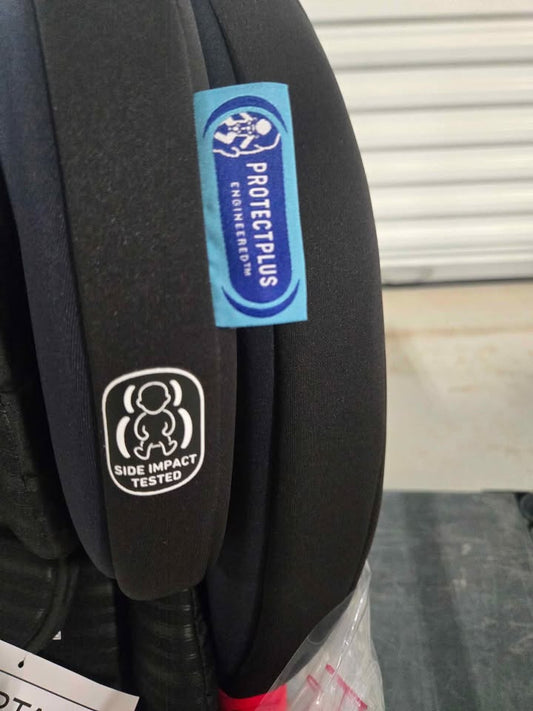 PROTECTPLUS
ENGINEERED™
SIDE IMPACT
TESTED